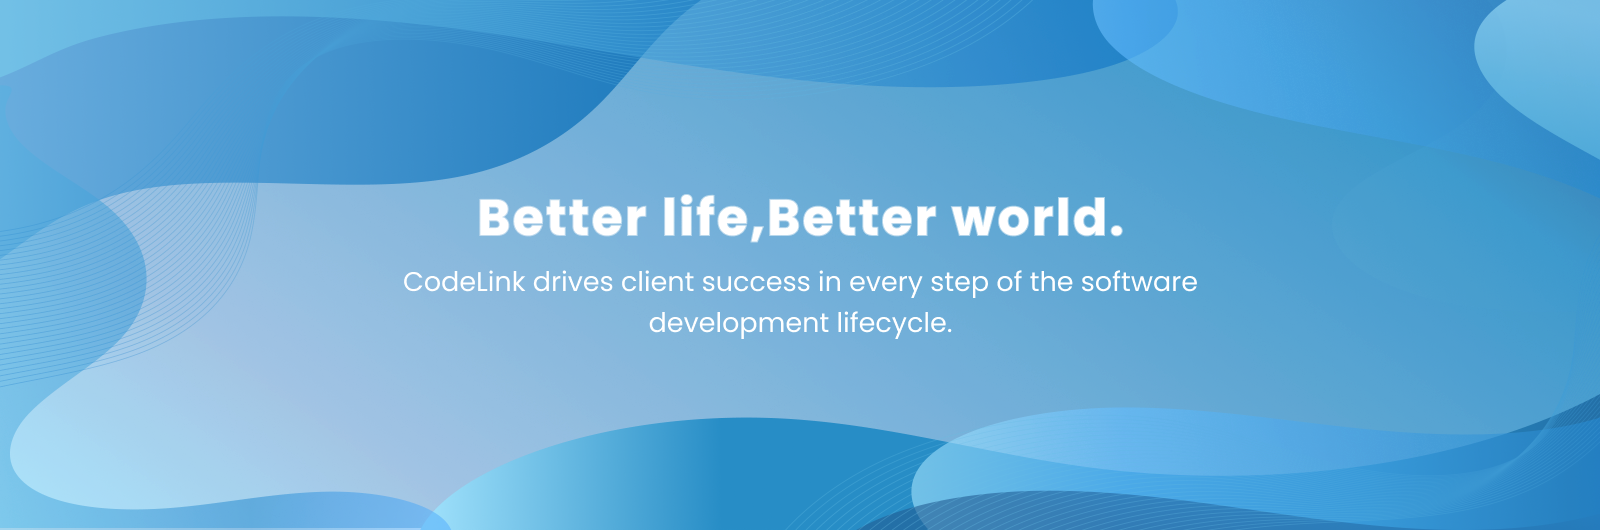 Better life,Better world.
CodeLink drives client success in every step of the software
development lifecycle.